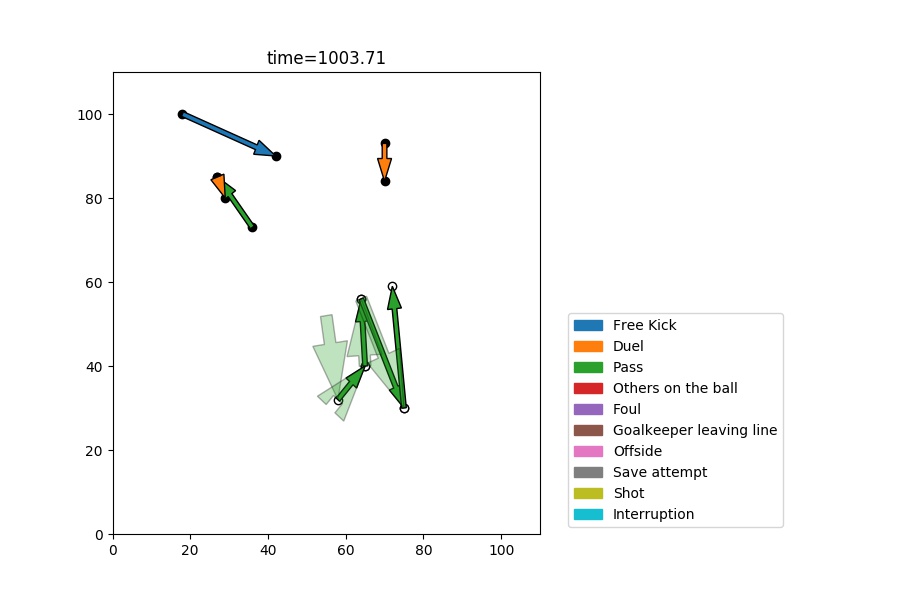 time=1003.71
100
80
60
40
20
0
0 20 40 60 80 100
Free Kick
Duel
Pass
Others on the ball
Foul
Goalkeeper leaving line
Offside
Save attempt
Shot
Interruption